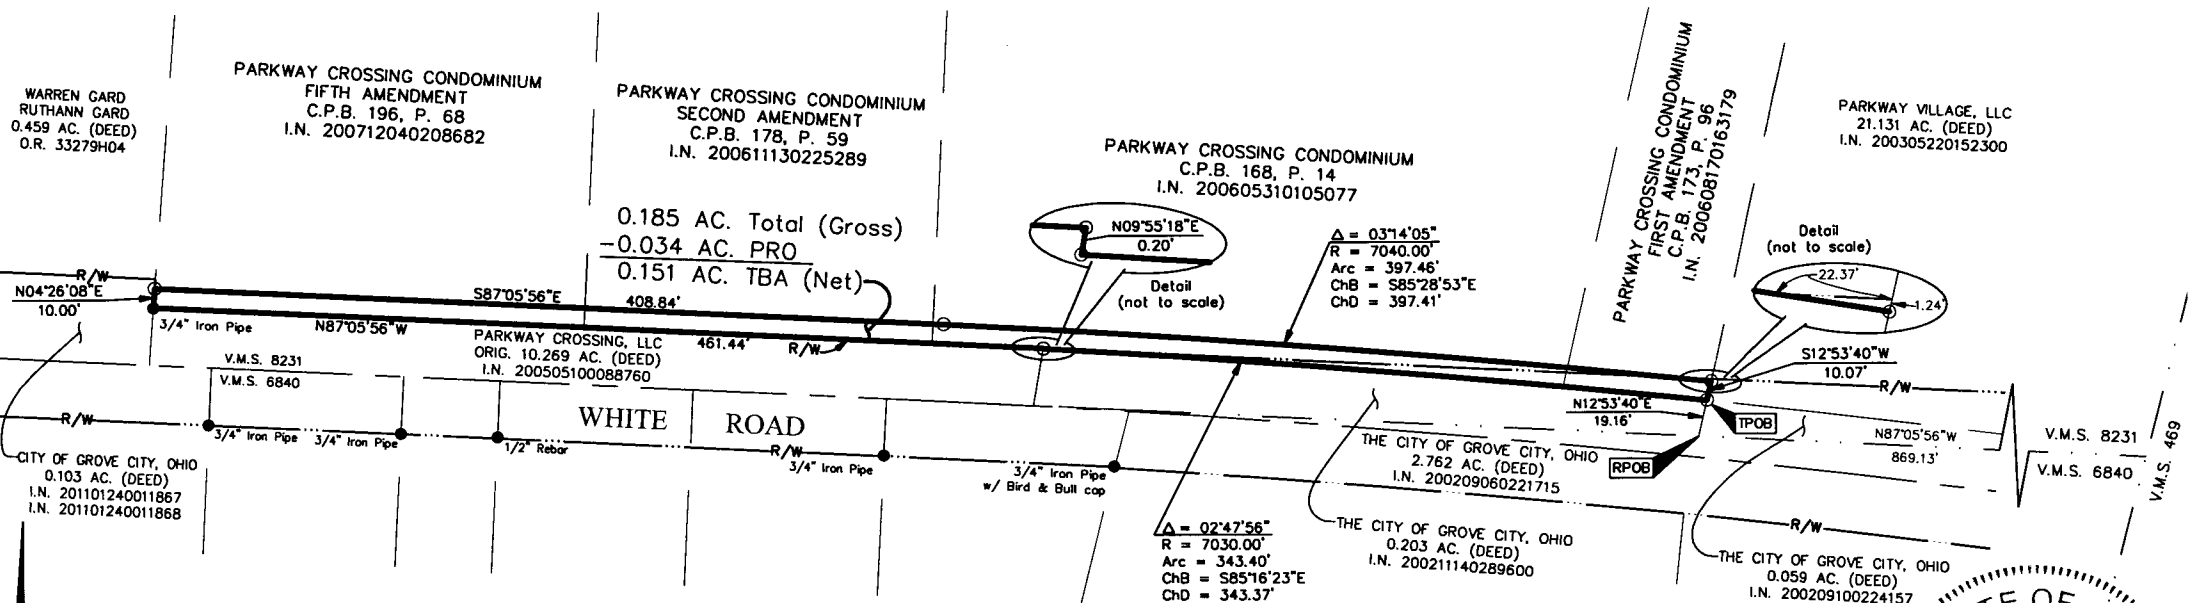 WARREN GARD
RUTHANN GARD
0.459 AC. (DEED)
O.R. 33279H04
PARKWAY CROSSING CONDOMINIUM
FIFTH AMENDMENT
C.P.B. 196, P. 68
I.N. 200712040208682
PARKWAY CROSSING CONDOMINIUM
SECOND AMENDMENT
C.P.B. 178, P. 59
I.N. 200611130225289
PARKWAY CROSSING CONDOMINIUM
C.P.B. 168, P. 14
I.N. 200605310105077
PARKWAY CROSSING CONDOMINIUM
FIRST AMENDMENT
C.P.B. 173, P. 96
I.N. 200608170163179
PARKWAY VILLAGE, LLC
21.131 AC. (DEED)
I.N. 200305220152300
0.185 AC. Total (Gross)
-0.034 AC. PRO
0.151 AC. TBA (Net)
N09°55'18"E
0.20'
Detail
(not to scale)
Δ = 03°14'05"
R = 7040.00'
Arc = 397.46'
ChB = S85°28'53"E
ChD = 397.41'
Detail
(not to scale)
22.37'
1.24'
R/W
N04°26'08"E
10.00'
S87°05'56"E
408.84'
3/4" Iron Pipe
N87°05'56"W
461.44'
R/W
PARKWAY CROSSING, LLC
ORIG. 10.269 AC. (DEED)
I.N. 200505100088760
S12°53'40"W
10.07'
R/W
N12°53'40"E
19.16'
TPOB
RPOB
N87°05'56"W
869.13'
V.M.S. 8231
V.M.S. 6840
V.M.S. 8231
V.M.S. 6840
V.M.S. 469
R/W
3/4" Iron Pipe
3/4" Iron Pipe
1/2" Rebar
WHITE ROAD
R/W
3/4" Iron Pipe
3/4" Iron Pipe
w/ Bird & Bull cap
THE CITY OF GROVE CITY, OHIO
2.762 AC. (DEED)
I.N. 200209060221715
CITY OF GROVE CITY, OHIO
0.103 AC. (DEED)
I.N. 201101240011867
I.N. 201101240011868
Δ = 02°47'56"
R = 7030.00'
Arc = 343.40'
ChB = S85°16'23"E
ChD = 343.37'
THE CITY OF GROVE CITY, OHIO
0.203 AC. (DEED)
I.N. 200211140289600
R/W
THE CITY OF GROVE CITY, OHIO
0.059 AC. (DEED)
I.N. 200209100224157
TE OF